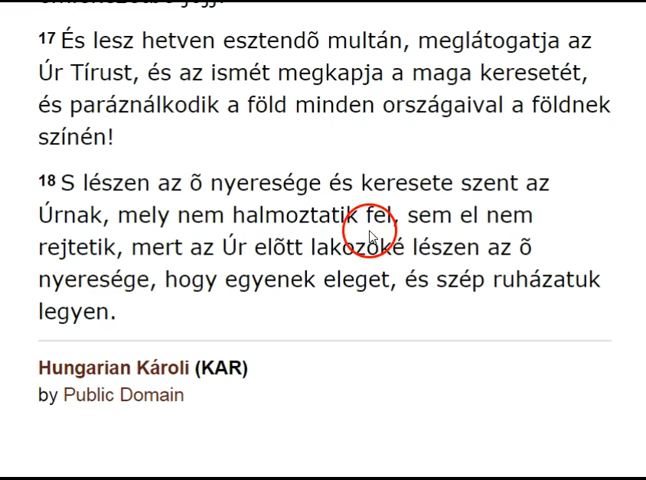 17 És lesz hetven esztendõ multán, meglátogatja az
Úr Tírust, és az ismét megkapja a maga keresetét,
és paráználkodik a föld minden országaival a földnek
színén!
18 S lészen az õ nyeresége és keresete szent az
Úrnak, mely nem halmoztatik fel, sem el nem
rejtetik, mert az Úr elõtt lakozóké lészen az õ
nyeresége, hogy egyenek eleget, és szép ruházatuk
legyen.
Hungarian Károli (KAR)
by Public Domain